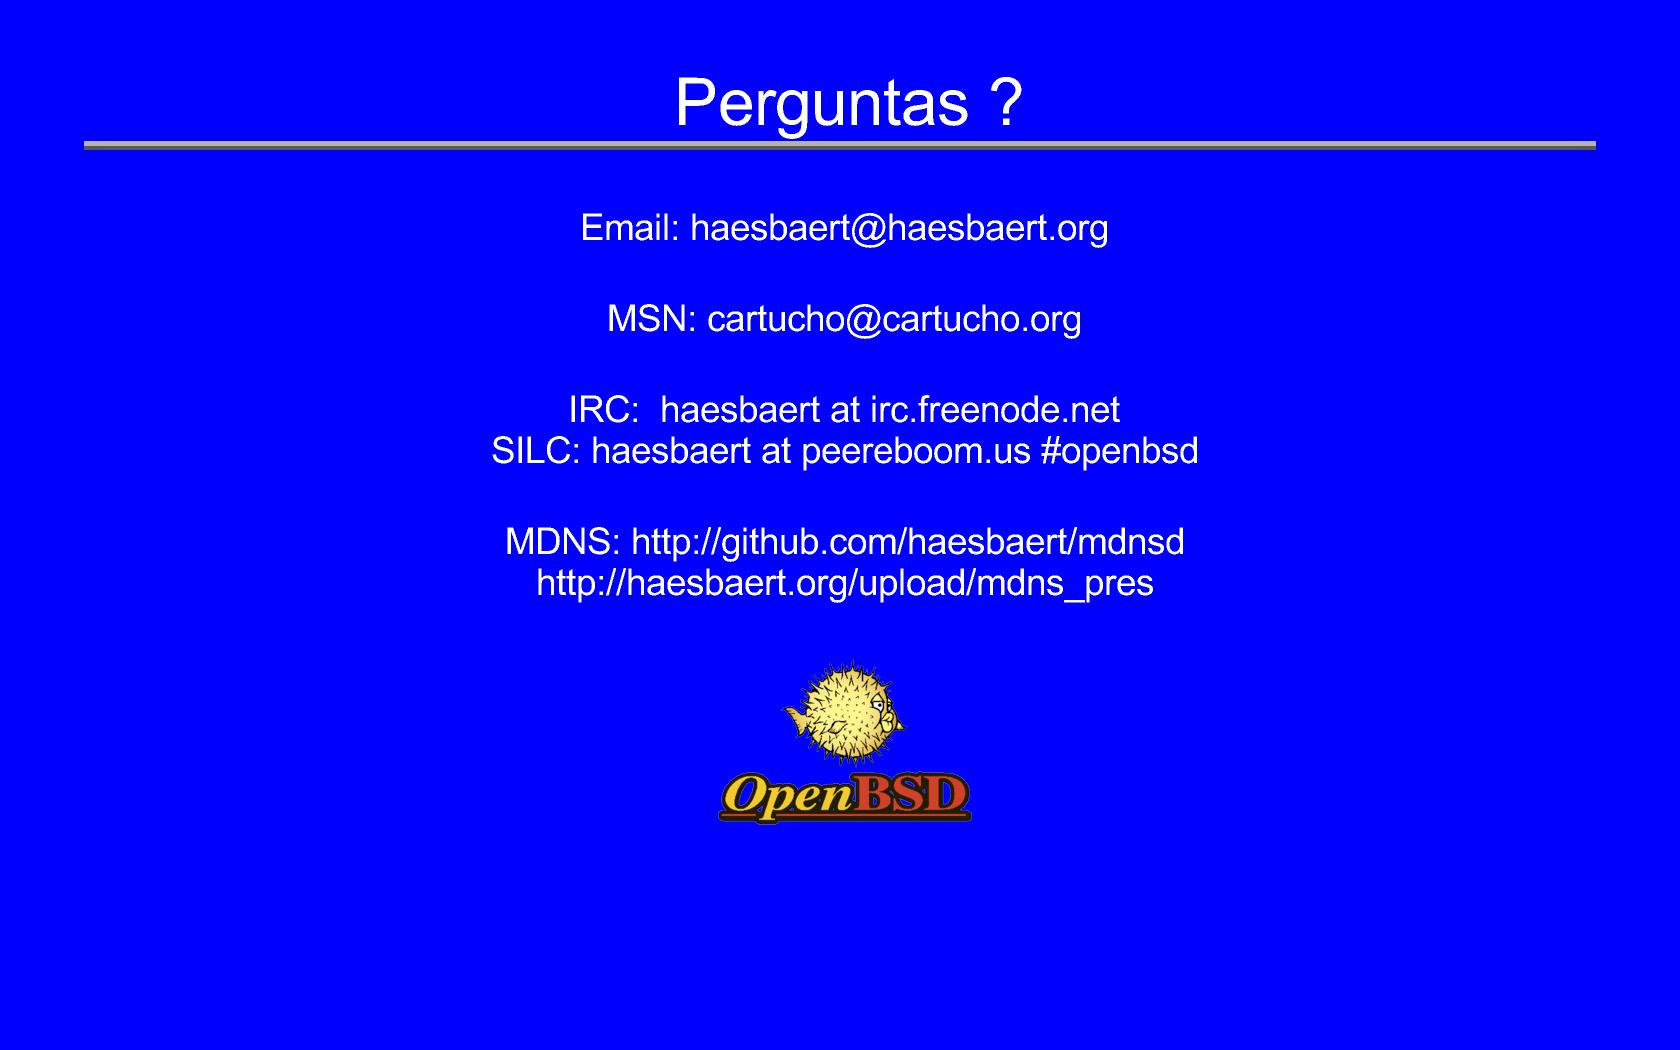 Perguntas ?
Email: haesbaert@haesbaert.org
MSN: cartucho@cartucho.org
IRC:  haesbaert at irc.freenode.net
SILC: haesbaert at peereboom.us #openbsd
MDNS: http://github.com/haesbaert/mdnsd
http://haesbaert.org/upload/mdns_pres
OpenBSD